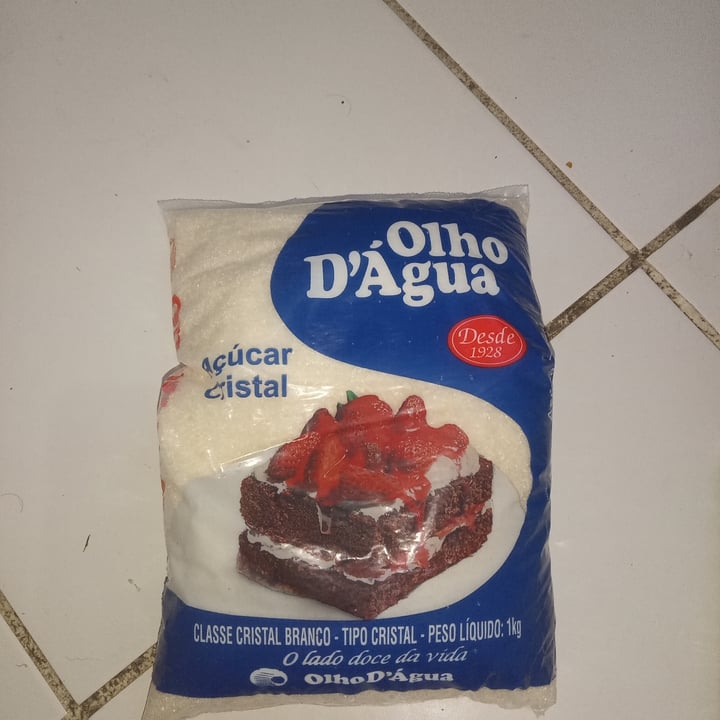 Olho
D'Água
Desde
1928
Açúcar
Cristal
CLASSE CRISTAL BRANCO - TIPO CRISTAL - PESO LÍQUIDO: 1kg
O lado doce da vida
Olho D'Água